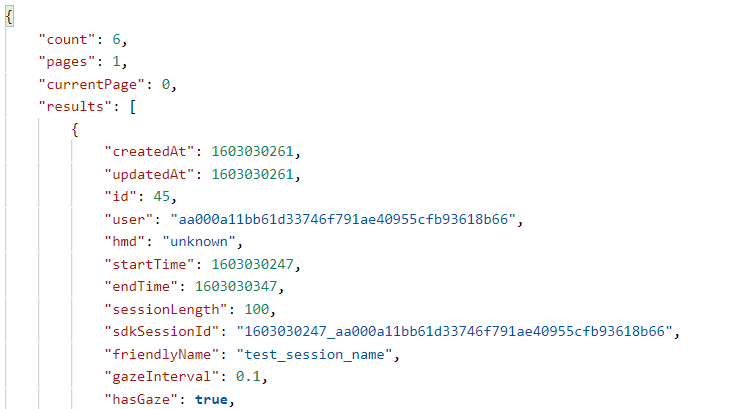 {
"count": 6,
"pages": 1,
"currentPage": 0,
"results": [
{
"createdAt": 1603030261,
"updatedAt": 1603030261,
"id": 45,
"user": "aa000a11bb61d33746f791ae40955cfb93618b66",
"hmd": "unknown",
"startTime": 1603030247,
"endTime": 1603030347,
"sessionLength": 100,
"sdkSessionId": "1603030247_aa000a11bb61d33746f791ae40955cfb93618b66",
"friendlyName": "test_session_name",
"gazeInterval": 0.1,
"hasGaze": true,